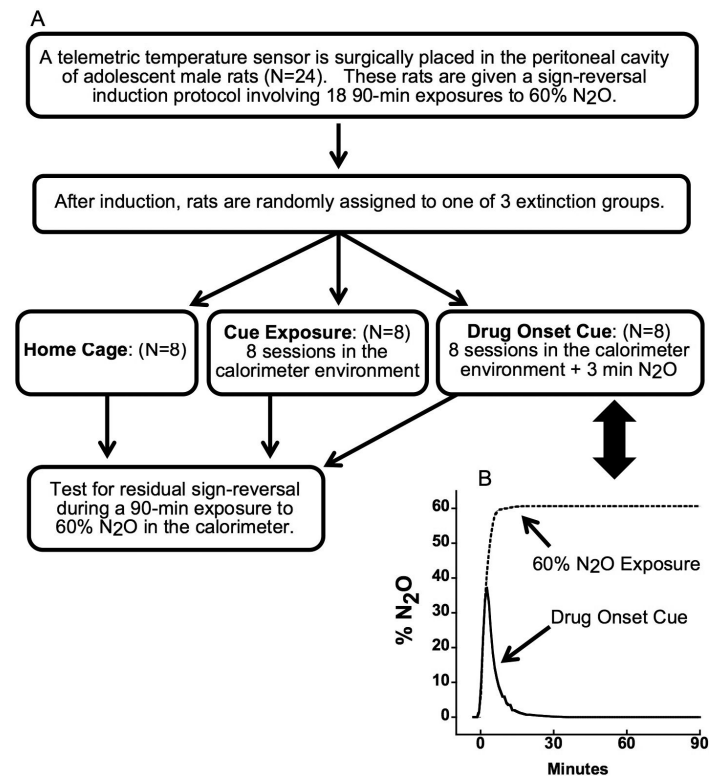 A
A telemetric temperature sensor is surgically placed in the peritoneal cavity
of adolescent male rats (N=24). These rats are given a sign-reversal
induction protocol involving 18 90-min exposures to 60% N2O.
After induction, rats are randomly assigned to one of 3 extinction groups.
Home Cage: (N=8)
Cue Exposure: (N=8)
8 sessions in the
calorimeter environment
Drug Onset Cue: (N=8)
8 sessions in the calorimeter
environment + 3 min N2O
Test for residual sign-reversal
during a 90-min exposure to
60% N2O in the calorimeter.
B
% N2O
60
50
40
30
20
10
0
60% N2O Exposure
Drug Onset Cue
0 30 60 90
Minutes